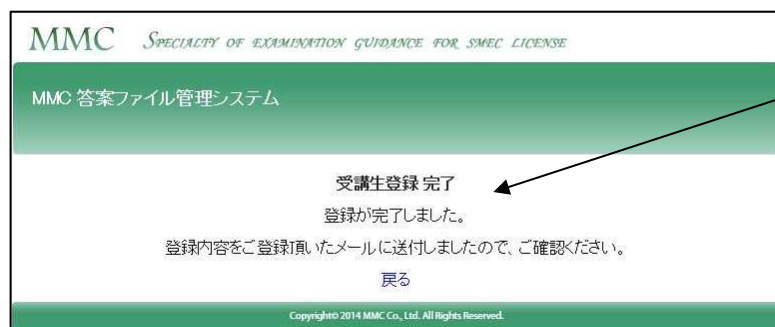 MMC SPECIALTY OF EXAMINATION GUIDANCE FOR SMEC LICENSE
MMC 答案ファイル管理システム
受講生登録 完了
登録が完了しました。
登録内容をご登録頂いたメールに送付しましたので、ご確認ください。
戻る
Copyright© 2014 MMC Co., Ltd. All Rights Reserved.